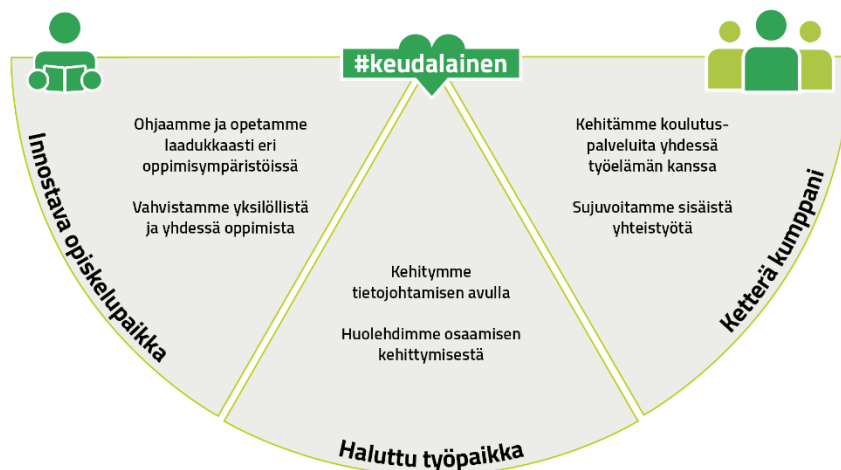 #keudalainen
Ohjaamme ja opetamme
laadukkaasti eri
oppimisympäristöissä
Vahvistamme yksilöllistä
ja yhdessä oppimista
Innostava opiskelupaikka
Kehitymme
tietojohtamisen avulla
Huolehdimme osaamisen
kehittymisestä
Haluttu työpaikka
Kehitämme koulutus-
palveluita yhdessä
työelämän kanssa
Sujuvoitamme sisäistä
yhteistyötä
Ketterä kumppani